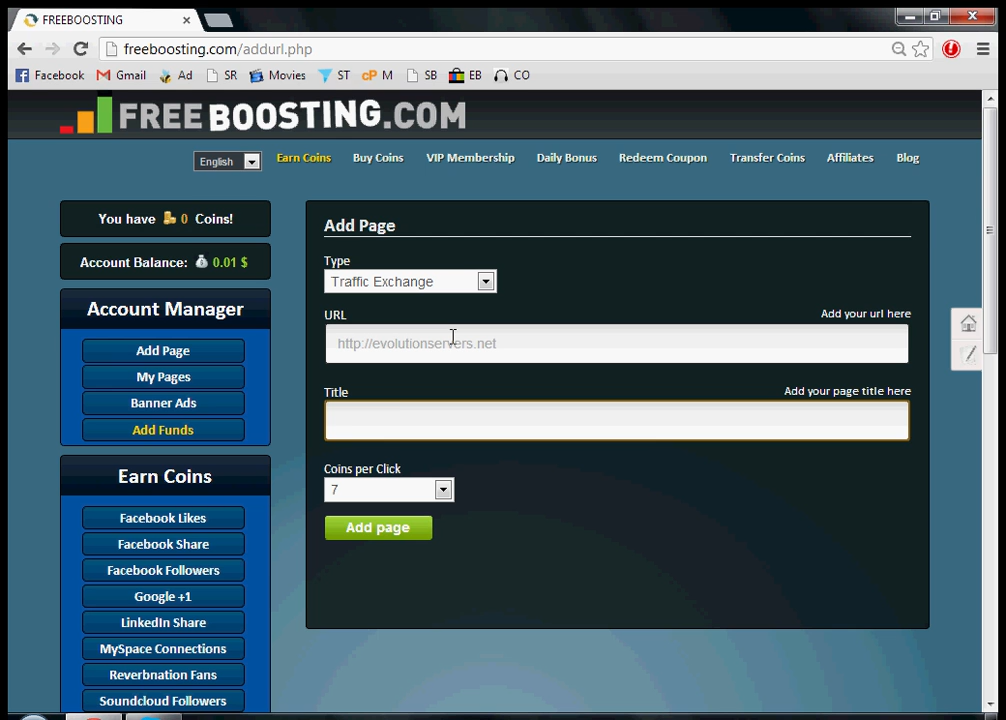 FREEBOOSTING
freeboosting.com/addurl.php
Facebook Gmail Ad SR Movies ST cP M SB EB CO
FREEBOOSTING.COM
English Earn Coins Buy Coins VIP Membership Daily Bonus Redeem Coupon Transfer Coins Affiliates Blog
You have 0 Coins!
Account Balance: 0.01 $
Account Manager
Add Page
My Pages
Banner Ads
Add Funds
Earn Coins
Facebook Likes
Facebook Share
Facebook Followers
Google +1
LinkedIn Share
MySpace Connections
Reverbnation Fans
Soundcloud Followers
Add Page
Type
Traffic Exchange
URL Add your url here
http://evolutionservers.net
Title Add your page title here
Coins per Click
7
Add page